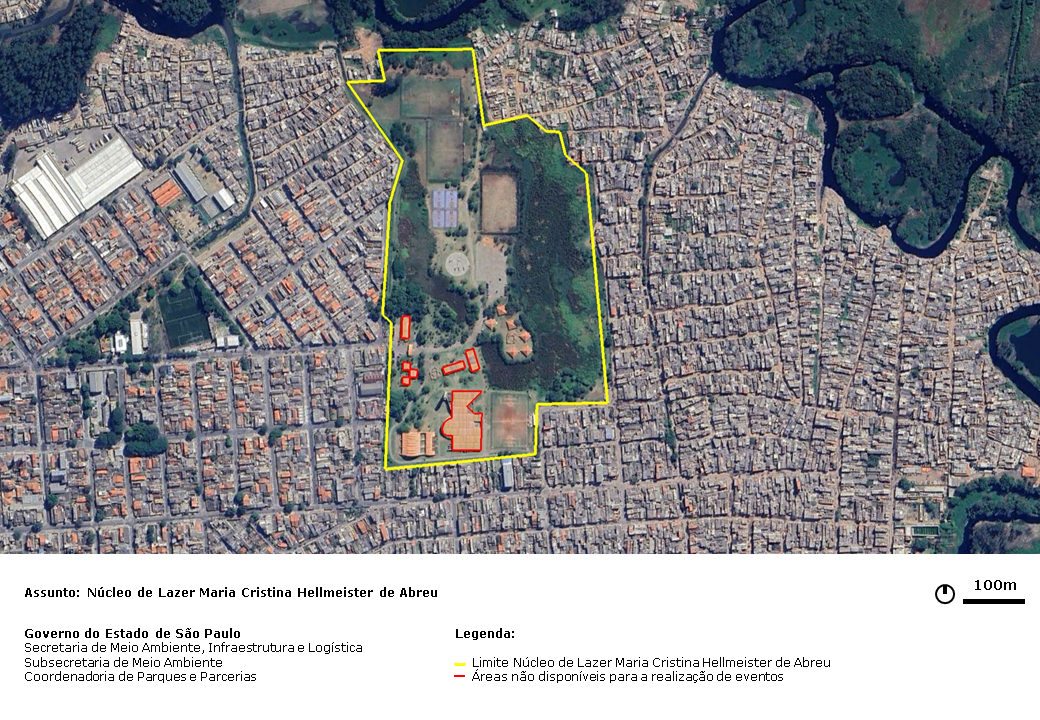 Assunto: Núcleo de Lazer Maria Cristina Hellmeister de Abreu
100m
Governo do Estado de São Paulo
Secretaria de Meio Ambiente, Infraestrutura e Logística
Subsecretaria de Meio Ambiente
Coordenadoria de Parques e Parcerias
Legenda:
Limite Núcleo de Lazer Maria Cristina Hellmeister de Abreu
Áreas não disponíveis para a realização de eventos